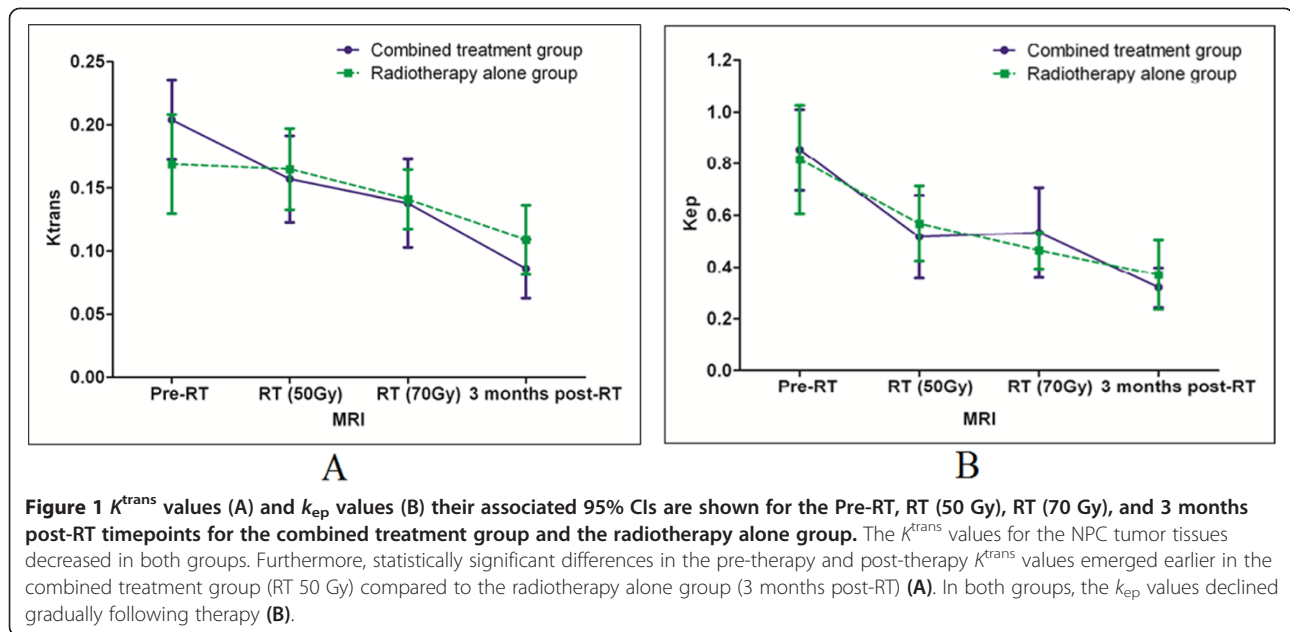 Combined treatment group
Radiotherapy alone group
0.25
0.20
0.15
0.10
0.05
0.00
Ktrans
Pre-RT RT (50Gy) RT (70Gy) 3 months post-RT
MRI
A
Combined treatment group
Radiotherapy alone group
1.2
1.0
0.8
0.6
0.4
0.2
0.0
Kep
Pre-RT RT (50Gy) RT (70Gy) 3 months post-RT
MRI
B
Figure 1 K^trans values (A) and k_ep values (B) their associated 95% CIs are shown for the Pre-RT, RT (50 Gy), RT (70 Gy), and 3 months
post-RT timepoints for the combined treatment group and the radiotherapy alone group. The K^trans values for the NPC tumor tissues
decreased in both groups. Furthermore, statistically significant differences in the pre-therapy and post-therapy K^trans values emerged earlier in the
combined treatment group (RT 50 Gy) compared to the radiotherapy alone group (3 months post-RT) (A). In both groups, the k_ep values declined
gradually following therapy (B).